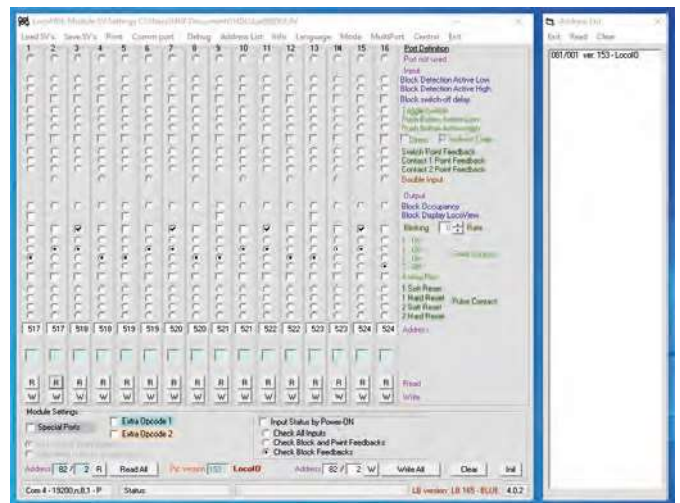 Load SV's Save SV's Print Comm port Debug Address List Info Language Mode MultiPort Central Exit
1 2 3 4 5 6 7 8 9 10 11 12 13 14 15 16 Port Definition
Port not used
Input
Block Detection Active Low
Block Detection Active High
Block switch-off delay
Switch Point Feedback
Contact 1 Point Feedback
Contact 2 Point Feedback
Double Input
Output
Block Occupancy
Block Display LocoView
Blinking Rate
1 Soft Reset
1 Hard Reset Pulse Contact
2 Soft Reset
2 Hard Reset
517 517 518 518 519 519 520 520 521 521 522 522 523 523 524 524 Address
R R R R R R R R R R R R R R R R Read
W W W W W W W W W W W W W W W W Write
Module Settings
Special Ports
Extra Opcode 1
Extra Opcode 2
Input Status by Power-ON
Check All Inputs
Check Block and Point Feedbacks
Check Block Feedbacks
Address 82 / 2 R Read All Pic version 153 LocoIO Address 82 / 2 W Write All Clear Init
Com 4 - 19200,n,8,1 - P Status: LB version: LB 165 - BLUE 4.0.2
Address List
Exit Read Clear
081/001 ver: 153 - LocoIO